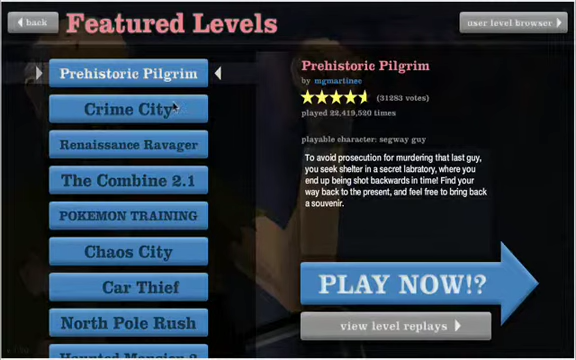 back
Featured Levels
user level browser
Prehistoric Pilgrim
Crime City
Renaissance Ravager
The Combine 2.1
POKEMON TRAINING
Chaos City
Car Thief
North Pole Rush
Haunted Mansion 2
Prehistoric Pilgrim
by mgmartinee
(31283 votes)
played 22,419,520 times
playable character: segway guy
To avoid prosecution for murdering that last guy,
you seek shelter in a secret labratory, where you
end up being shot backwards in time! Find your
way back to the present, and feel free to bring back
a souvenir.
PLAY NOW!?
view level replays